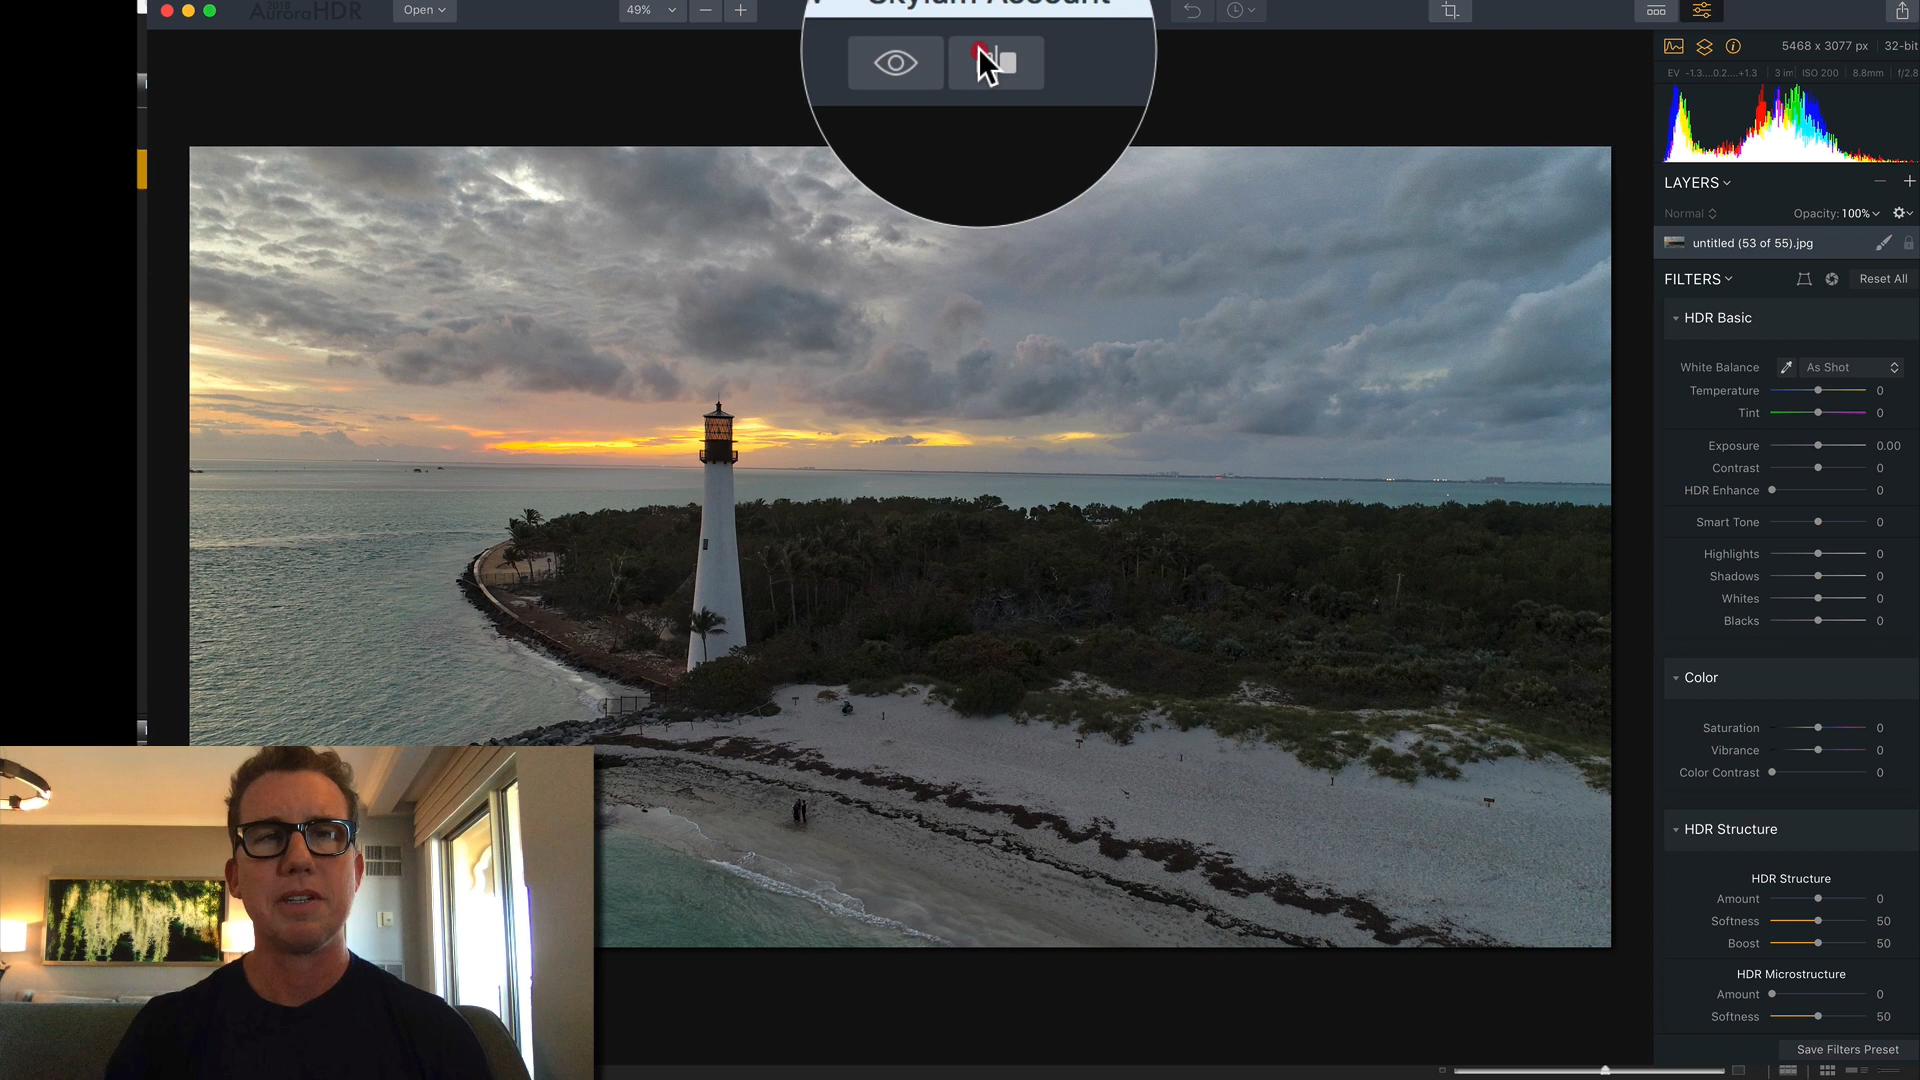 2018
AuroraHDR
Open
49%
Skylum Account
5468 x 3077 px
32-bit
EV -1.3....0.2....+1.3
3 im
ISO 200
8.8mm
f/2.8
LAYERS
Normal
Opacity: 100%
untitled (53 of 55).jpg
FILTERS
Reset All
HDR Basic
White Balance
As Shot
Temperature 0
Tint 0
Exposure 0.00
Contrast 0
HDR Enhance 0
Smart Tone 0
Highlights 0
Shadows 0
Whites 0
Blacks 0
Color
Saturation 0
Vibrance 0
Color Contrast 0
HDR Structure
HDR Structure
Amount 0
Softness 50
Boost 50
HDR Microstructure
Amount 0
Softness 50
Save Filters Preset